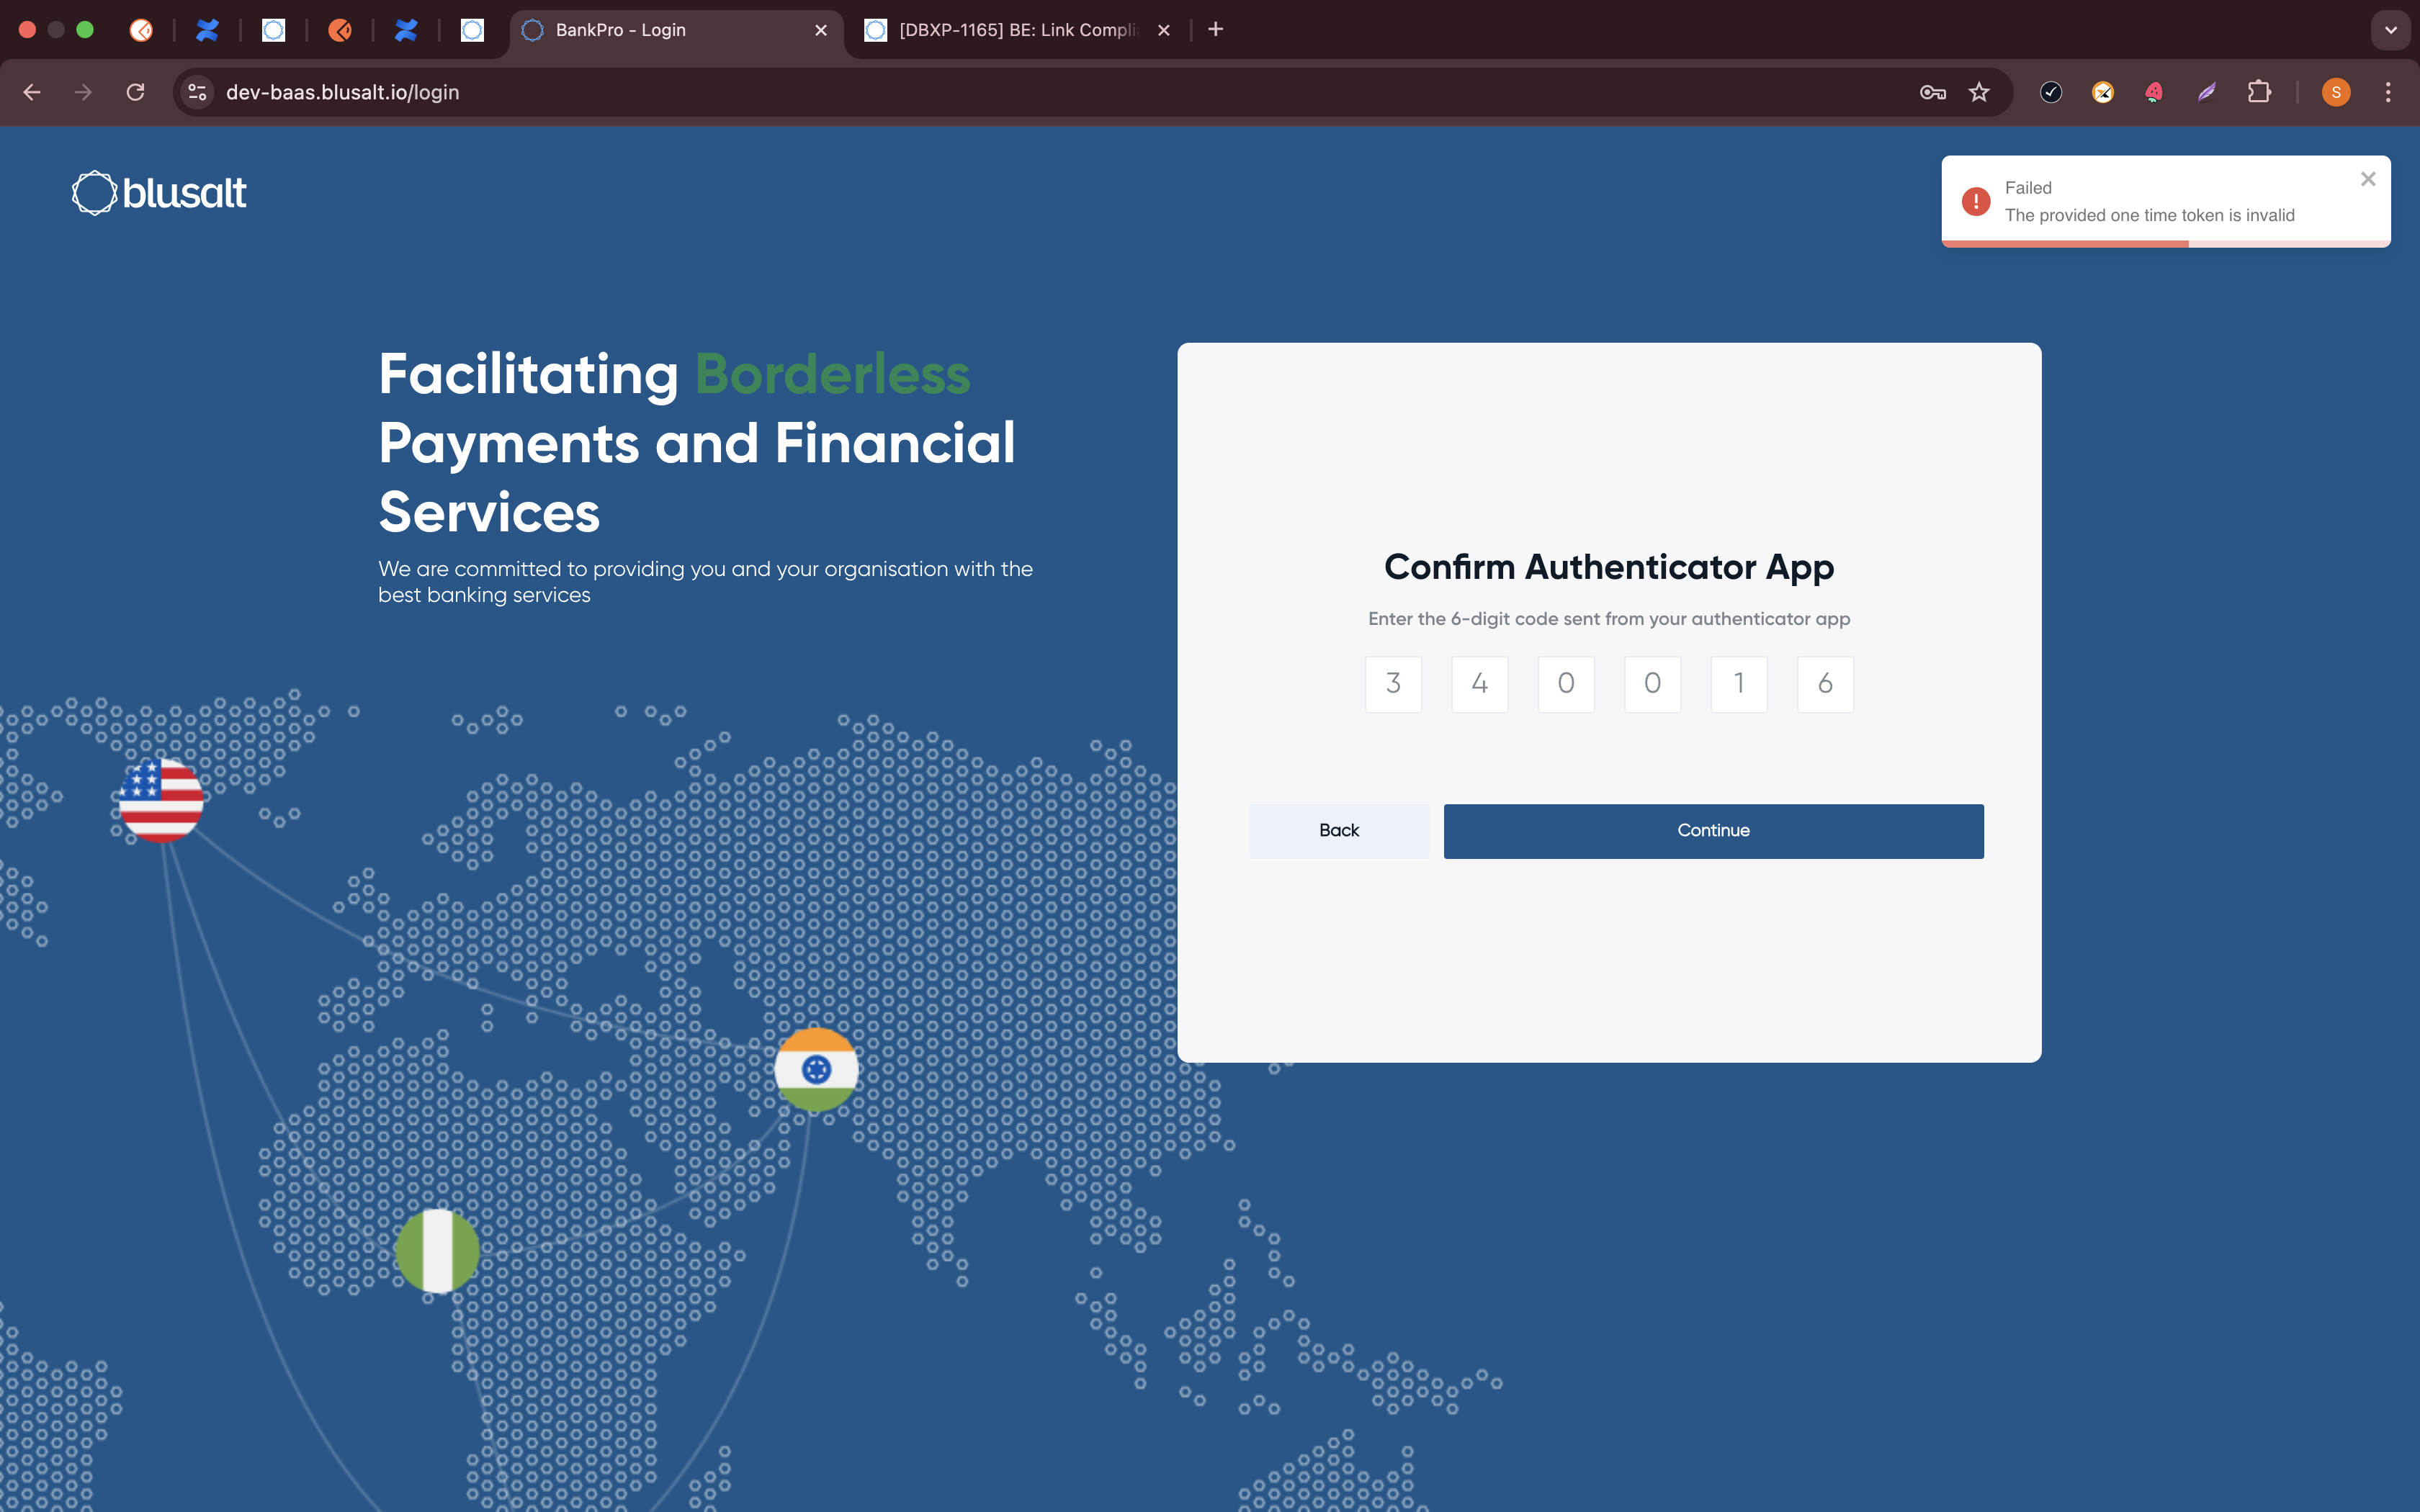 BankPro - Login
[DBXP-1165] BE: Link Compli
dev-baas.blusalt.io/login
S
blusalt
Failed
The provided one time token is invalid
Facilitating Borderless
Payments and Financial
Services
We are committed to providing you and your organisation with the
best banking services
Confirm Authenticator App
Enter the 6-digit code sent from your authenticator app
3 4 0 0 1 6
Back
Continue